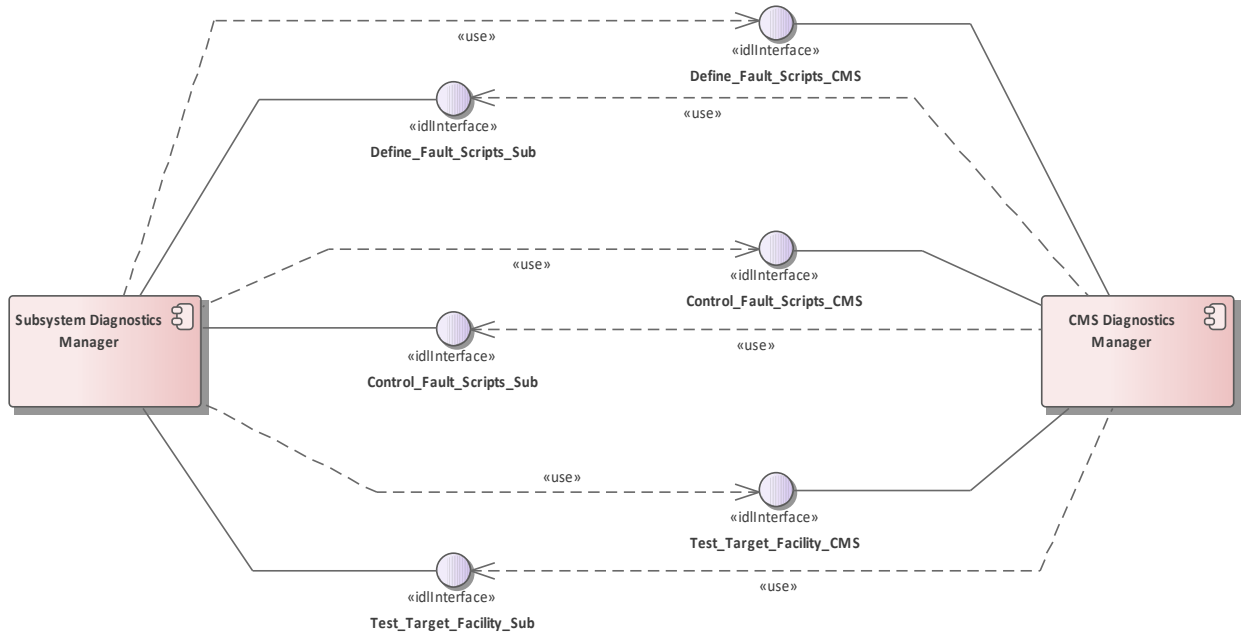 «use»
«idlInterface»
Define_Fault_Scripts_CMS
«use»
«idlInterface»
Define_Fault_Scripts_Sub
«use»
«idlInterface»
Control_Fault_Scripts_CMS
Subsystem Diagnostics
Manager
CMS Diagnostics
Manager
«use»
«idlInterface»
Control_Fault_Scripts_Sub
«use»
«idlInterface»
Test_Target_Facility_CMS
«use»
«idlInterface»
Test_Target_Facility_Sub